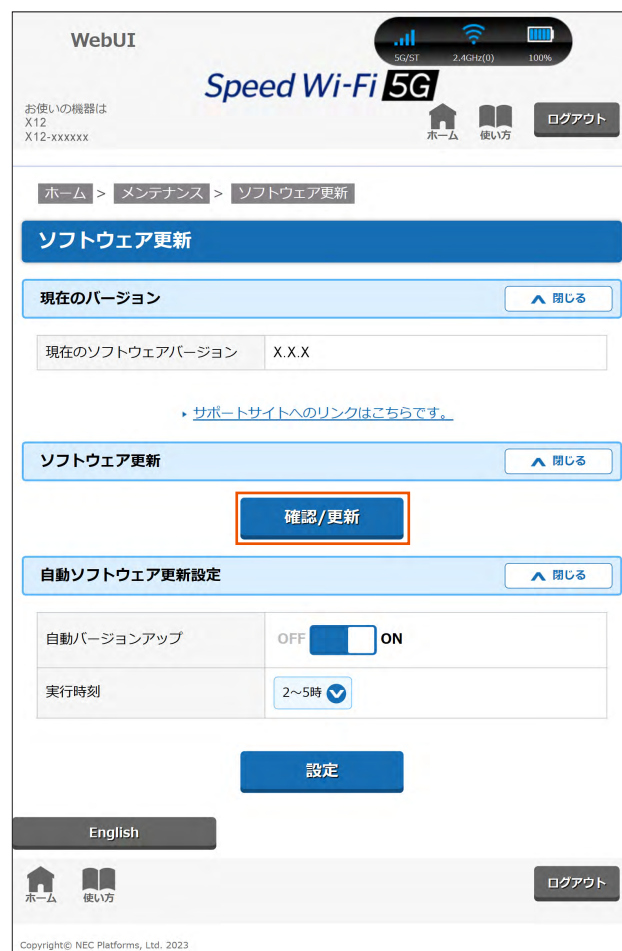 WebUI
5G/ST 2.4GHz(0) 100%
Speed Wi-Fi 5G
お使いの機器は
X12
X12-xxxxxx
ホーム 使い方 ログアウト
ホーム > メンテナンス > ソフトウェア更新
ソフトウェア更新
現在のバージョン 閉じる
現在のソフトウェアバージョン X.X.X
サポートサイトへのリンクはこちらです。
ソフトウェア更新 閉じる
確認/更新
自動ソフトウェア更新設定 閉じる
自動バージョンアップ OFF ON
実行時刻 2～5時
設定
English
ホーム 使い方 ログアウト
Copyright© NEC Platforms, Ltd. 2023